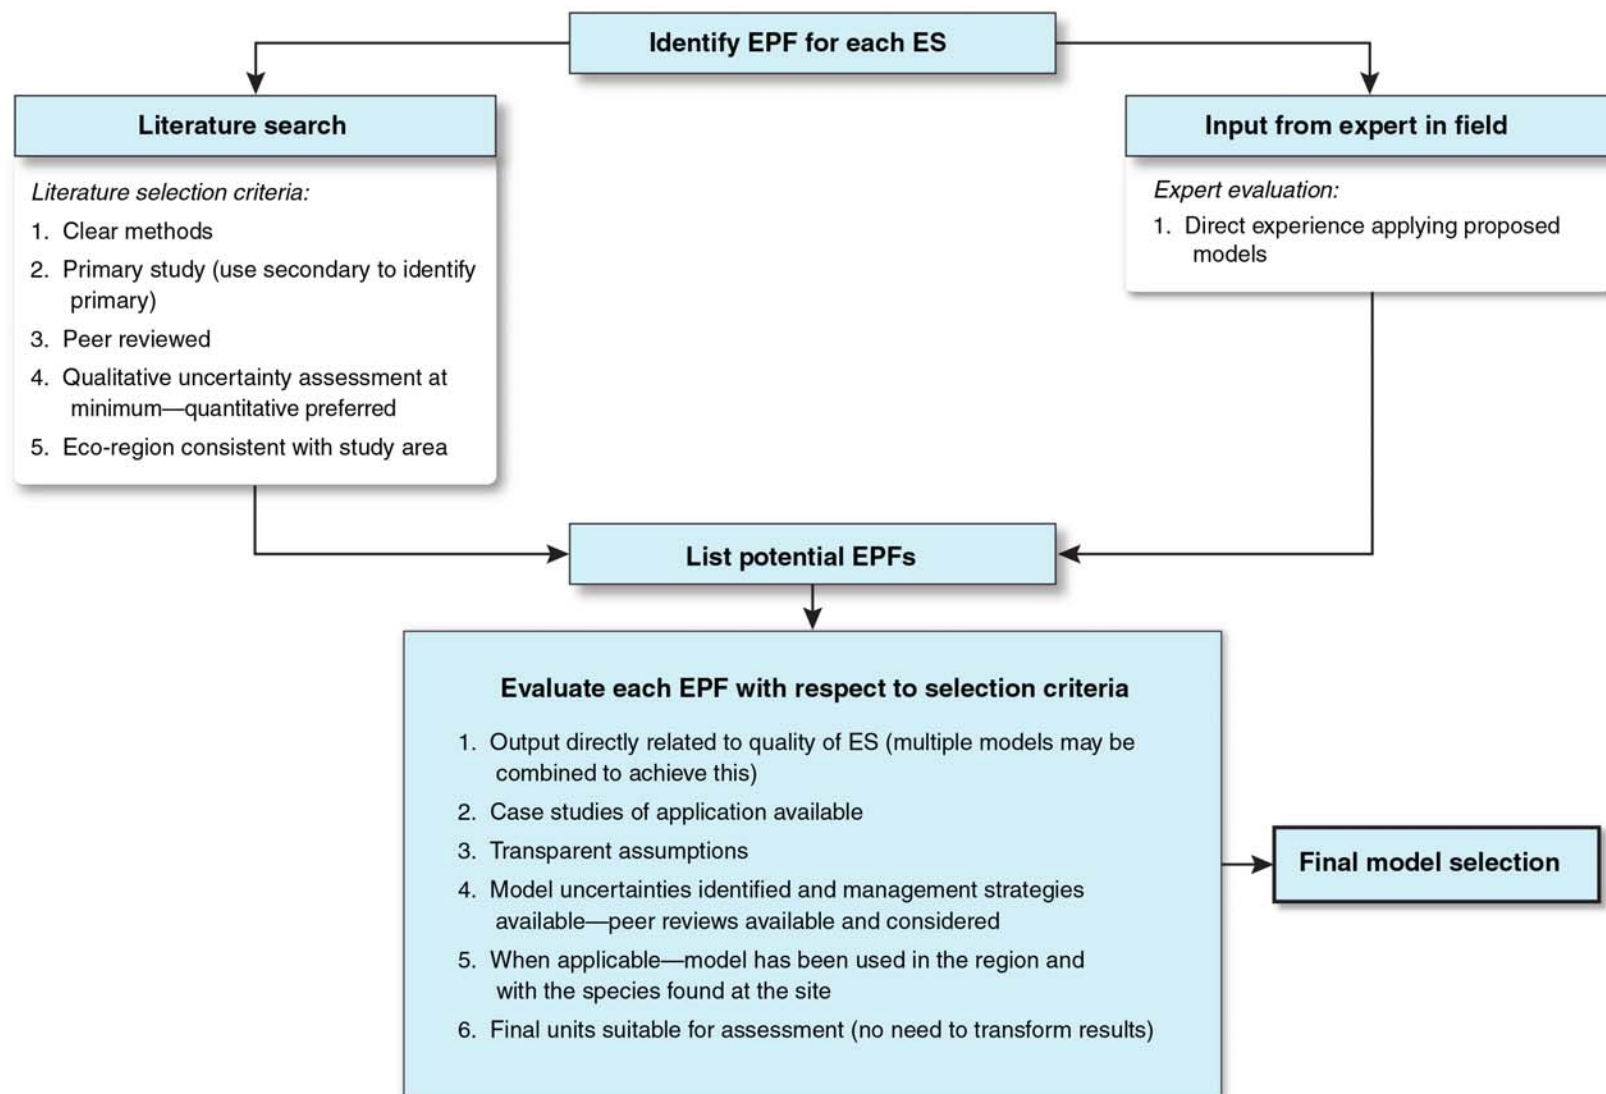 Identify EPF for each ES
Literature search
Literature selection criteria:
1. Clear methods
2. Primary study (use secondary to identify
primary)
3. Peer reviewed
4. Qualitative uncertainty assessment at
minimum—quantitative preferred
5. Eco-region consistent with study area
Input from expert in field
Expert evaluation:
1. Direct experience applying proposed
models
List potential EPFs
Evaluate each EPF with respect to selection criteria
1. Output directly related to quality of ES (multiple models may be
combined to achieve this)
2. Case studies of application available
3. Transparent assumptions
4. Model uncertainties identified and management strategies
available—peer reviews available and considered
5. When applicable—model has been used in the region and
with the species found at the site
6. Final units suitable for assessment (no need to transform results)
Final model selection